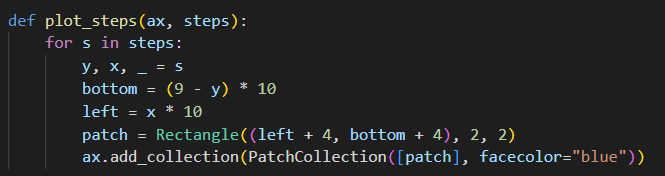 def plot_steps(ax, steps):
    for s in steps:
        y, x, _ = s
        bottom = (9 - y) * 10
        left = x * 10
        patch = Rectangle((left + 4, bottom + 4), 2, 2)
        ax.add_collection(PatchCollection([patch], facecolor="blue"))